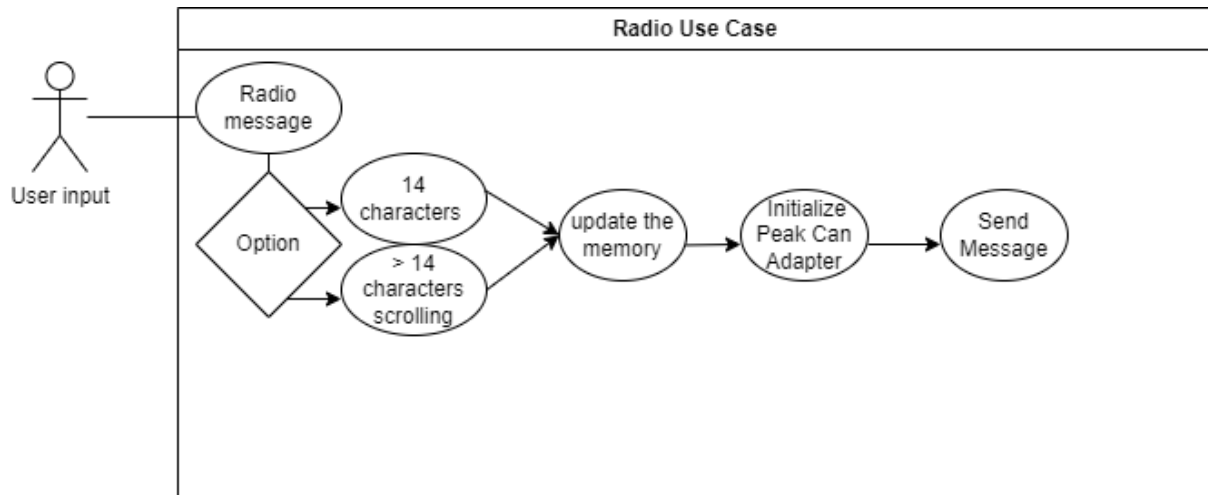 Radio Use Case
Radio
message
User input
Option
14
characters
> 14
characters
scrolling
update the
memory
Initialize
Peak Can
Adapter
Send
Message